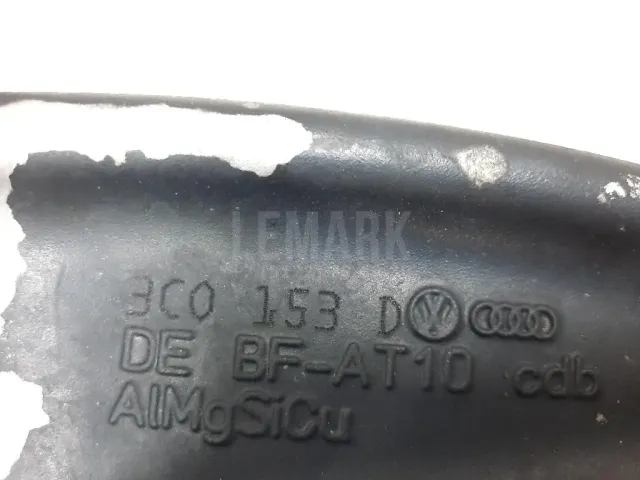 LEMARK
3C0 153 D
DE BF-AT10 cdb
AlMgSiCu